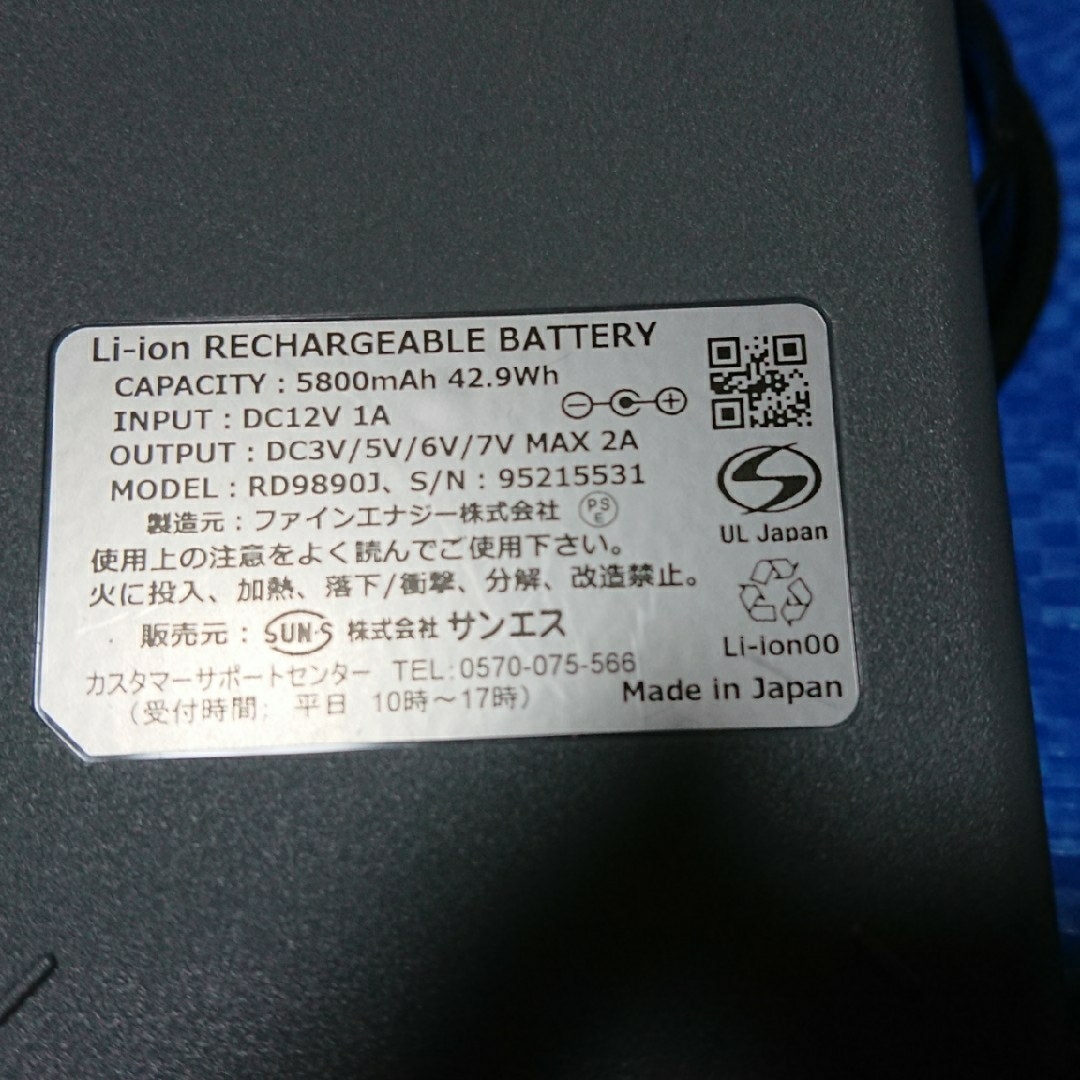 Li-ion RECHARGEABLE BATTERY
CAPACITY : 5800mAh 42.9Wh
INPUT : DC12V 1A
OUTPUT : DC3V/5V/6V/7V MAX 2A
MODEL : RD9890J、S/N : 95215531
製造元 : ファインエナジー株式会社 PSE
使用上の注意をよく読んでご使用下さい。
火に投入、加熱、落下/衝撃、分解、改造禁止。
販売元 : SUN・S 株式会社 サンエス
カスタマーサポートセンター TEL:0570-075-566
（受付時間: 平日 10時～17時）
UL Japan
Li-ion00
Made in Japan